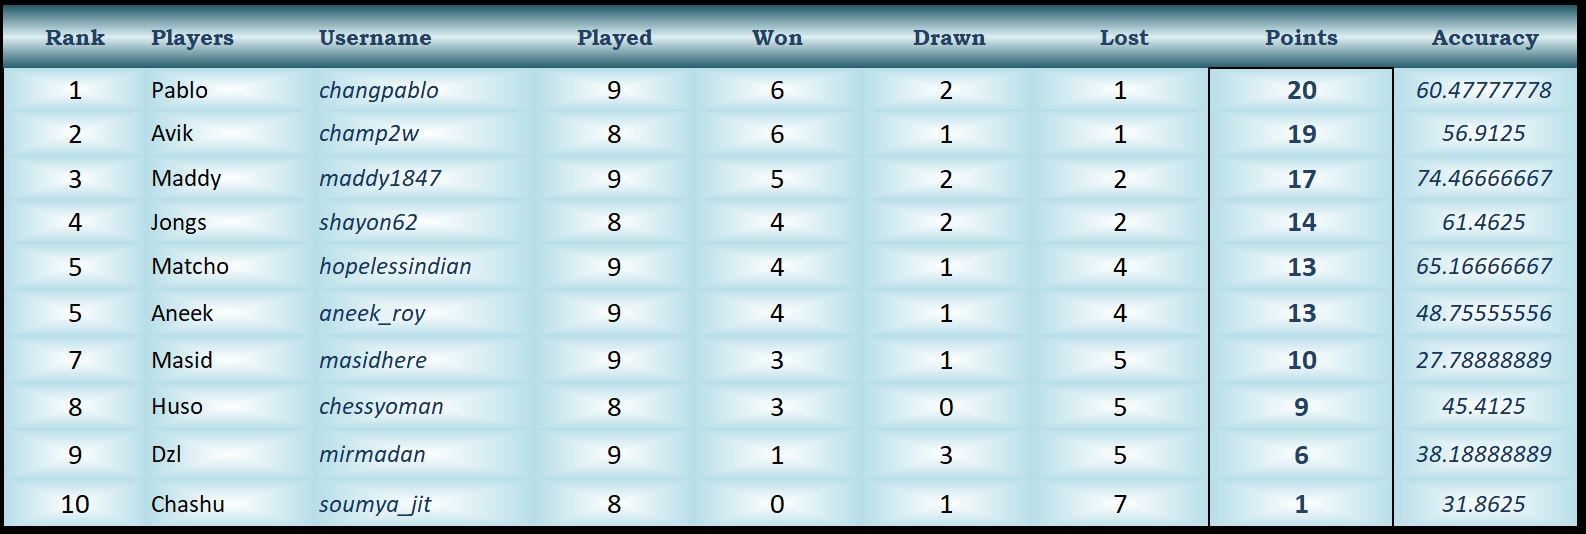 Rank Players Username Played Won Drawn Lost Points Accuracy
1 Pablo changpablo 9 6 2 1 20 60.47777778
2 Avik champ2w 8 6 1 1 19 56.9125
3 Maddy maddy1847 9 5 2 2 17 74.46666667
4 Jongs shayon62 8 4 2 2 14 61.4625
5 Matcho hopelessindian 9 4 1 4 13 65.16666667
5 Aneek aneek_roy 9 4 1 4 13 48.75555556
7 Masid masidhere 9 3 1 5 10 27.78888889
8 Huso chessyoman 8 3 0 5 9 45.4125
9 Dzl mirmadan 9 1 3 5 6 38.18888889
10 Chashu soumya_jit 8 0 1 7 1 31.8625